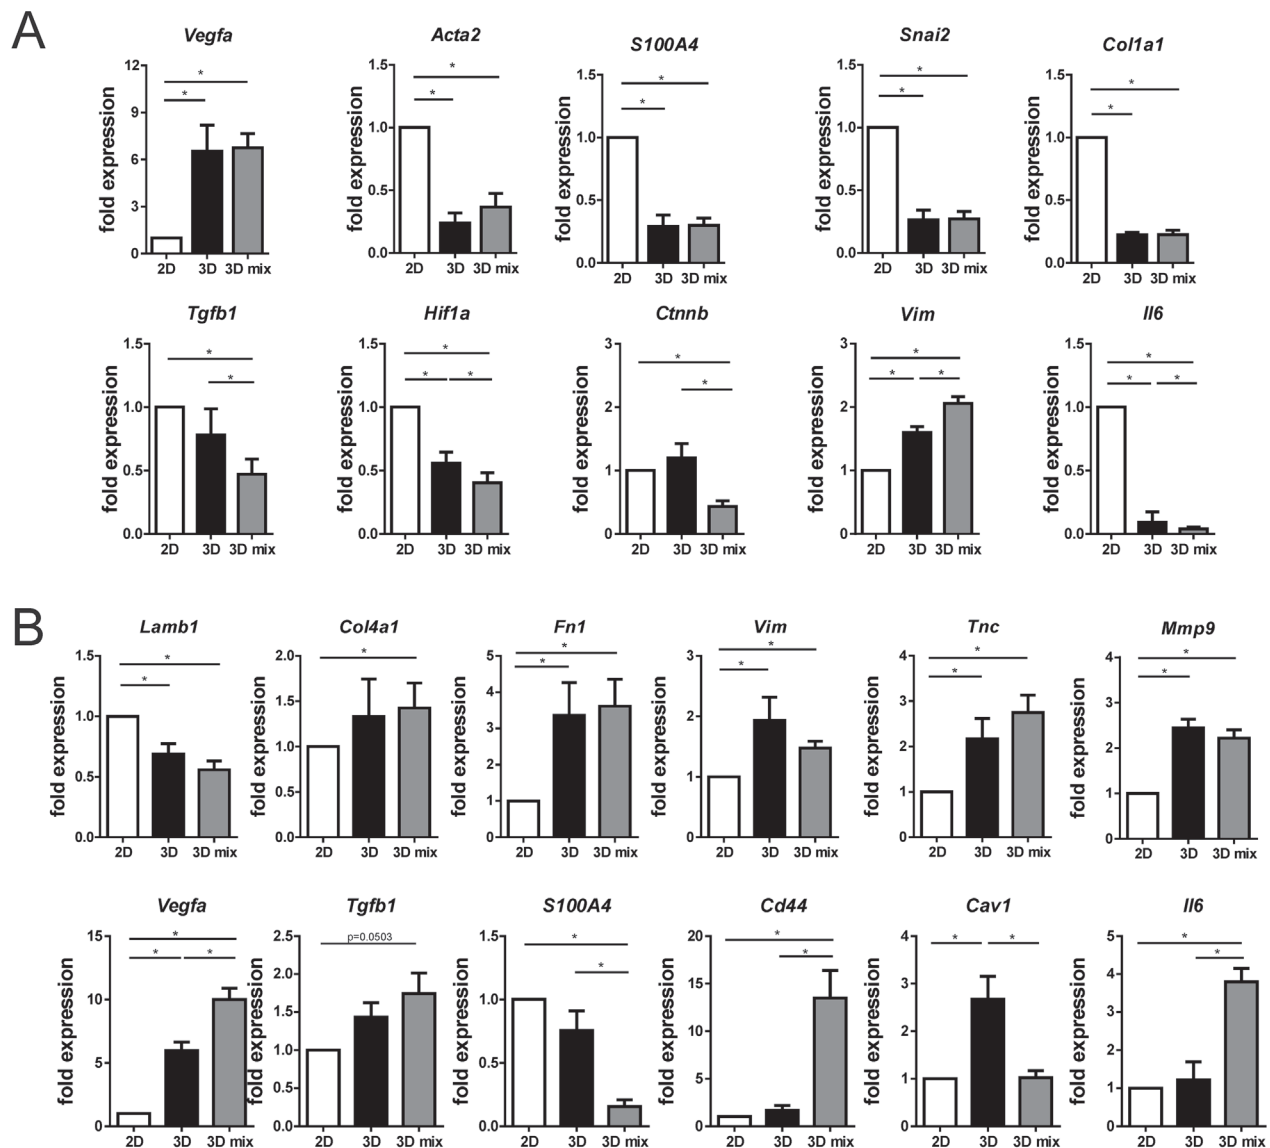 A
Vegfa
fold expression
12
9
6
3
0
*
*
2D 3D 3D mix
Acta2
fold expression
1.5
1.0
0.5
0.0
*
*
2D 3D 3D mix
S100A4
fold expression
1.5
1.0
0.5
0.0
*
*
2D 3D 3D mix
Snai2
fold expression
1.5
1.0
0.5
0.0
*
*
2D 3D 3D mix
Col1a1
fold expression
1.5
1.0
0.5
0.0
*
*
2D 3D 3D mix
Tgfb1
fold expression
1.5
1.0
0.5
0.0
*
*
2D 3D 3D mix
Hif1a
fold expression
1.5
1.0
0.5
0.0
*
* *
2D 3D 3D mix
Ctnnb
fold expression
3
2
1
0
*
*
2D 3D 3D mix
Vim
fold expression
3
2
1
0
*
* *
2D 3D 3D mix
Il6
fold expression
1.5
1.0
0.5
0.0
*
* *
2D 3D 3D mix
B
Lamb1
fold expression
1.5
1.0
0.5
0.0
*
*
2D 3D 3D mix
Col4a1
fold expression
2.0
1.5
1.0
0.5
0.0
*
2D 3D 3D mix
Fn1
fold expression
5
4
3
2
1
0
*
*
2D 3D 3D mix
Vim
fold expression
3
2
1
0
*
*
2D 3D 3D mix
Tnc
fold expression
4
3
2
1
0
*
*
2D 3D 3D mix
Mmp9
fold expression
4
3
2
1
0
*
*
2D 3D 3D mix
Vegfa
fold expression
15
10
5
0
*
* *
2D 3D 3D mix
Tgfb1
fold expression
2.5
2.0
1.5
1.0
0.5
0.0
p=0.0503
2D 3D 3D mix
S100A4
fold expression
1.5
1.0
0.5
0.0
*
*
2D 3D 3D mix
Cd44
fold expression
20
15
10
5
0
*
*
2D 3D 3D mix
Cav1
fold expression
4
3
2
1
0
* *
2D 3D 3D mix
Il6
fold expression
5
4
3
2
1
0
*
*
2D 3D 3D mix